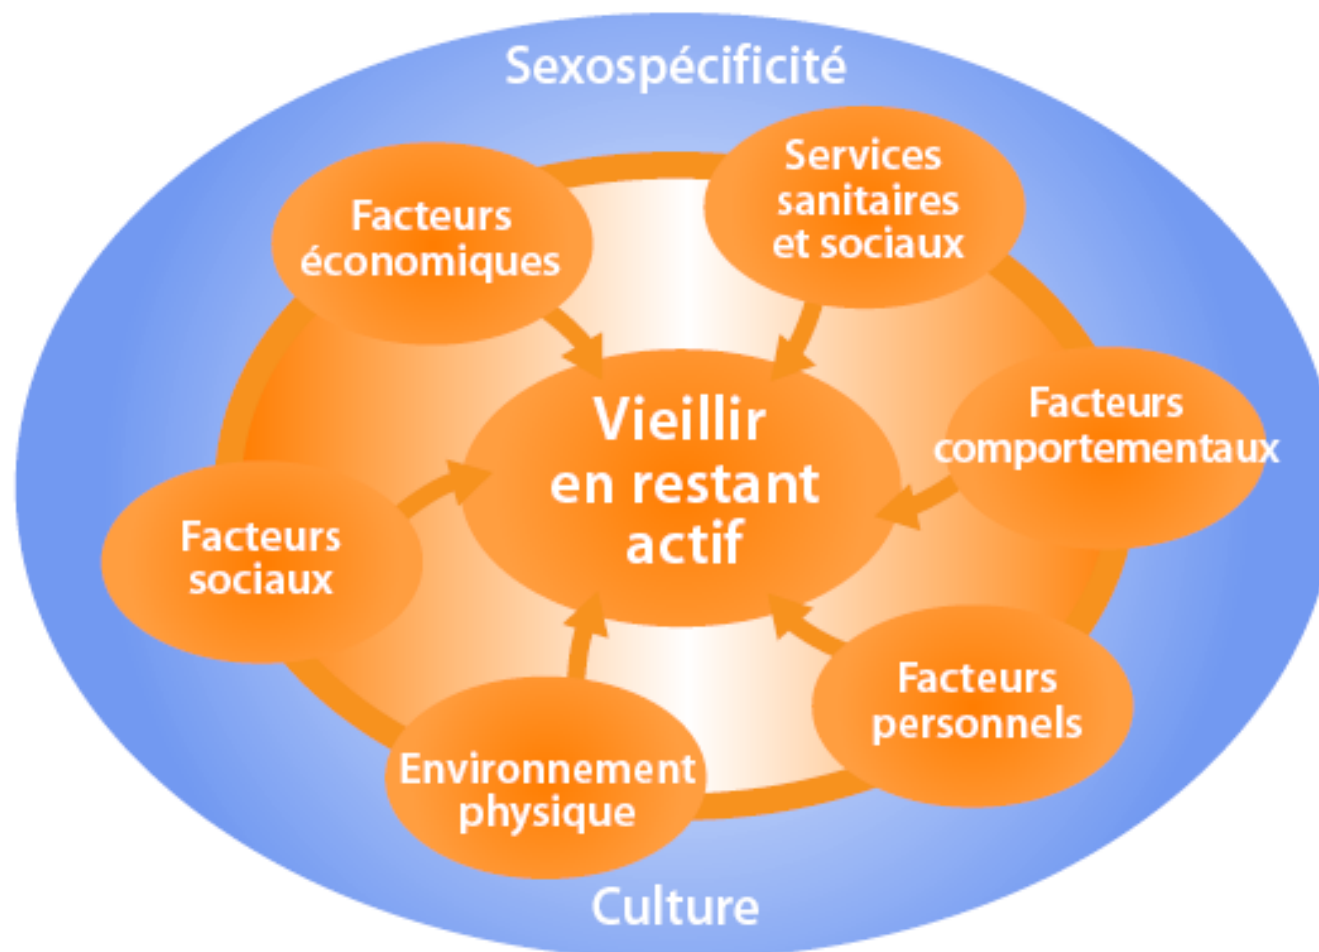 Sexospécificité
Services
sanitaires
et sociaux
Facteurs
économiques
Facteurs
comportementaux
Vieillir
en restant
actif
Facteurs
sociaux
Facteurs
personnels
Environnement
physique
Culture